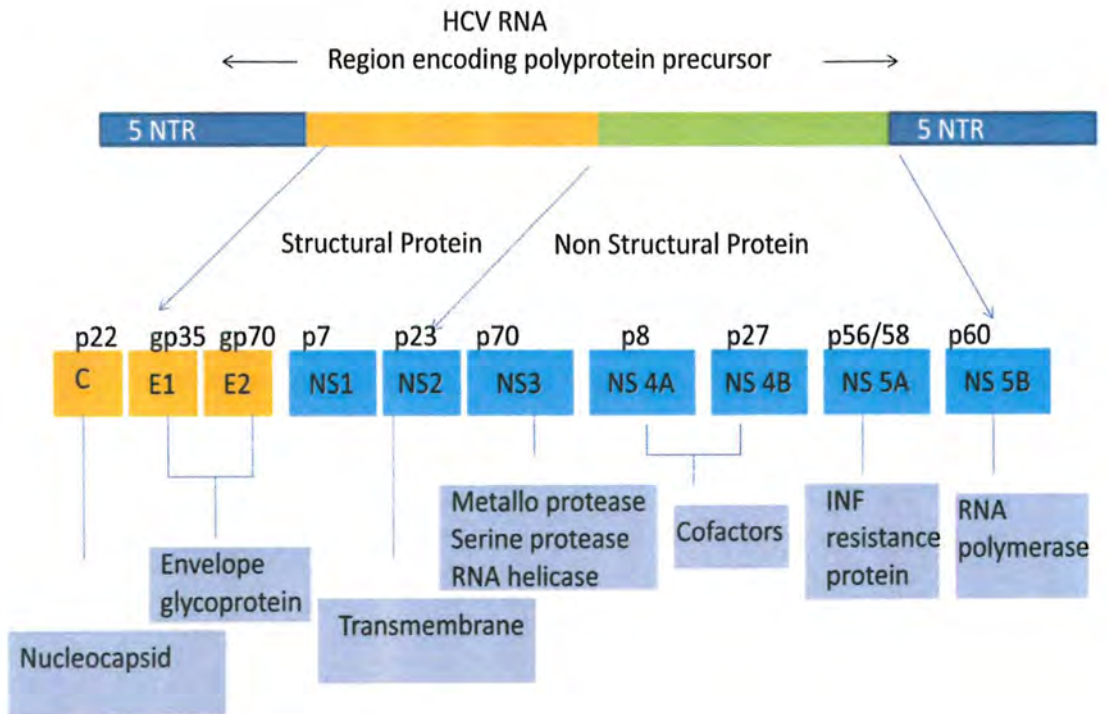 HCV RNA
Region encoding polyprotein precursor
5 NTR
5 NTR
Structural Protein
Non Structural Protein
p22 gp35 gp70 p7 p23 p70 p8 p27 p56/58 p60
C E1 E2 NS1 NS2 NS3 NS 4A NS 4B NS 5A NS 5B
Nucleocapsid
Envelope
glycoprotein
Transmembrane
Metallo protease
Serine protease
RNA helicase
Cofactors
INF
resistance
protein
RNA
polymerase